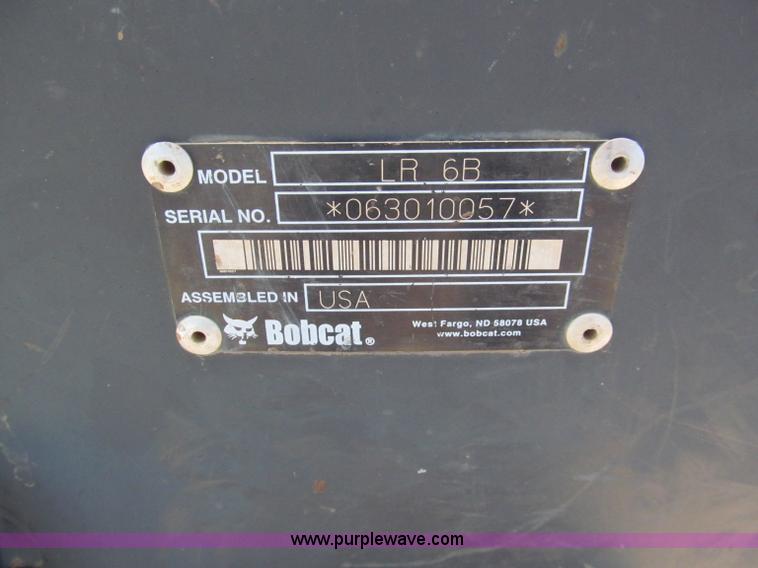 MODEL LR 6B
SERIAL NO. *063010057*
ASSEMBLED IN USA
Bobcat®
West Fargo, ND 58078 USA
www.bobcat.com
www.purplewave.com